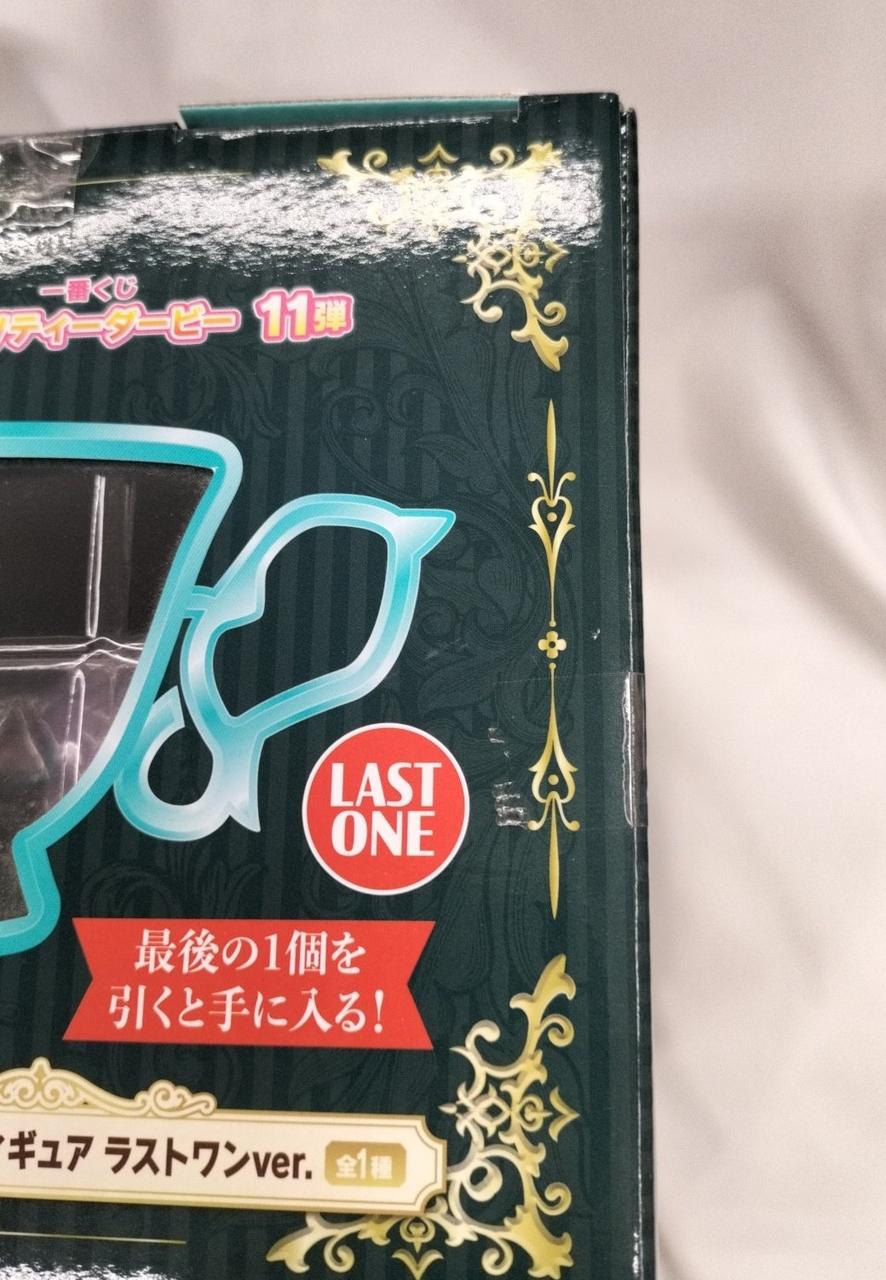 一番くじ
ティーダービー 11弾
LAST
ONE
最後の1個を
引くと手に入る!
ギュア ラストワンver. 全1種